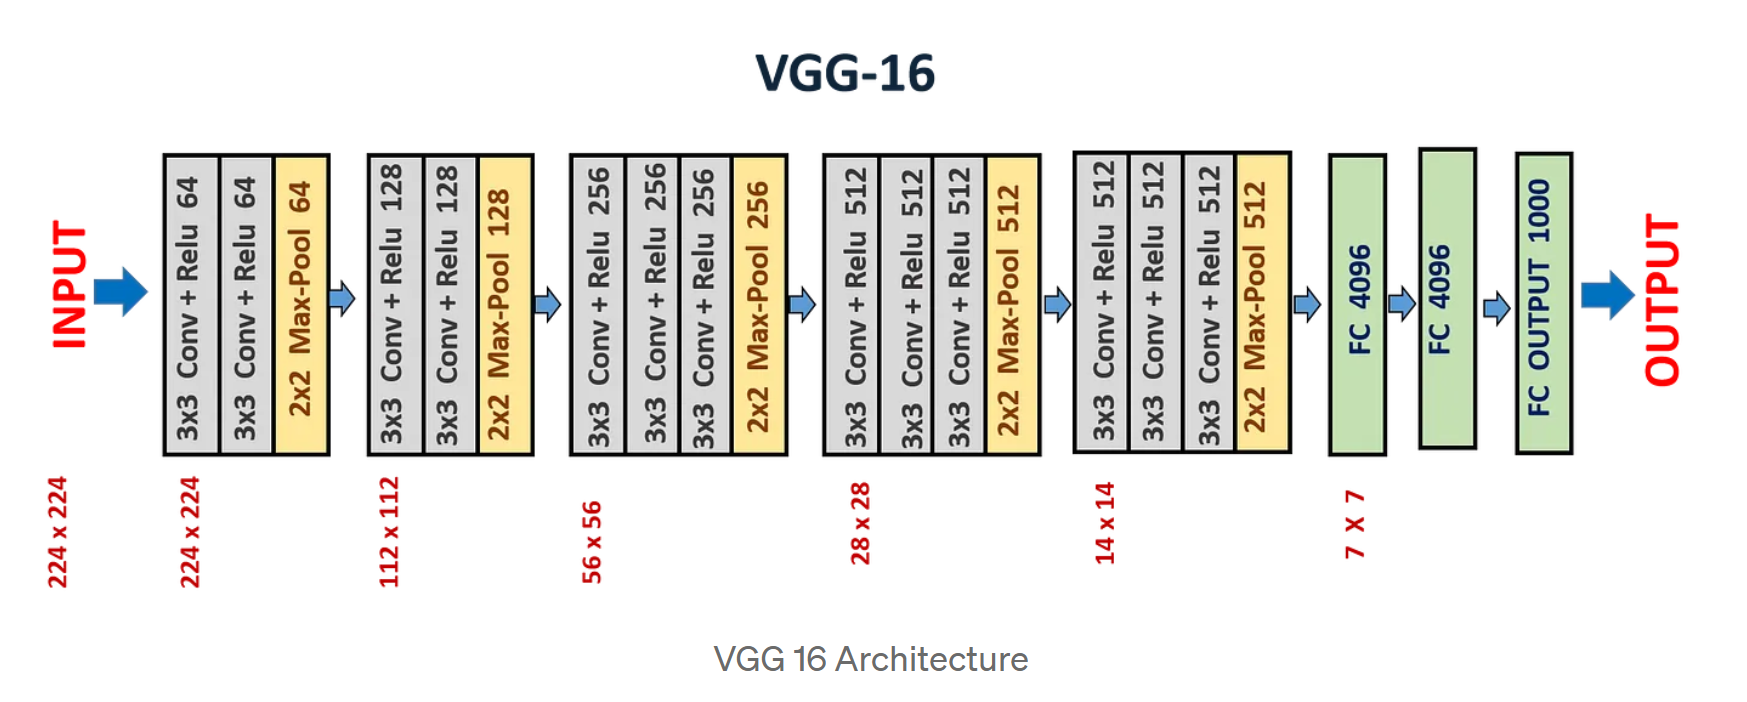 VGG-16
INPUT
3x3 Conv + Relu 64
3x3 Conv + Relu 64
2x2 Max-Pool 64
3x3 Conv + Relu 128
3x3 Conv + Relu 128
2x2 Max-Pool 128
3x3 Conv + Relu 256
3x3 Conv + Relu 256
3x3 Conv + Relu 256
2x2 Max-Pool 256
3x3 Conv + Relu 512
3x3 Conv + Relu 512
3x3 Conv + Relu 512
2x2 Max-Pool 512
3x3 Conv + Relu 512
3x3 Conv + Relu 512
3x3 Conv + Relu 512
2x2 Max-Pool 512
FC 4096
FC 4096
FC OUTPUT 1000
OUTPUT
224 x 224
224 x 224
112 x 112
56 x 56
28 x 28
14 x 14
7 X 7
VGG 16 Architecture